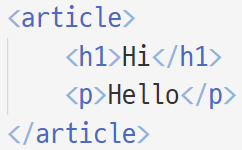 <article>
    <h1>Hi</h1>
    <p>Hello</p>
</article>